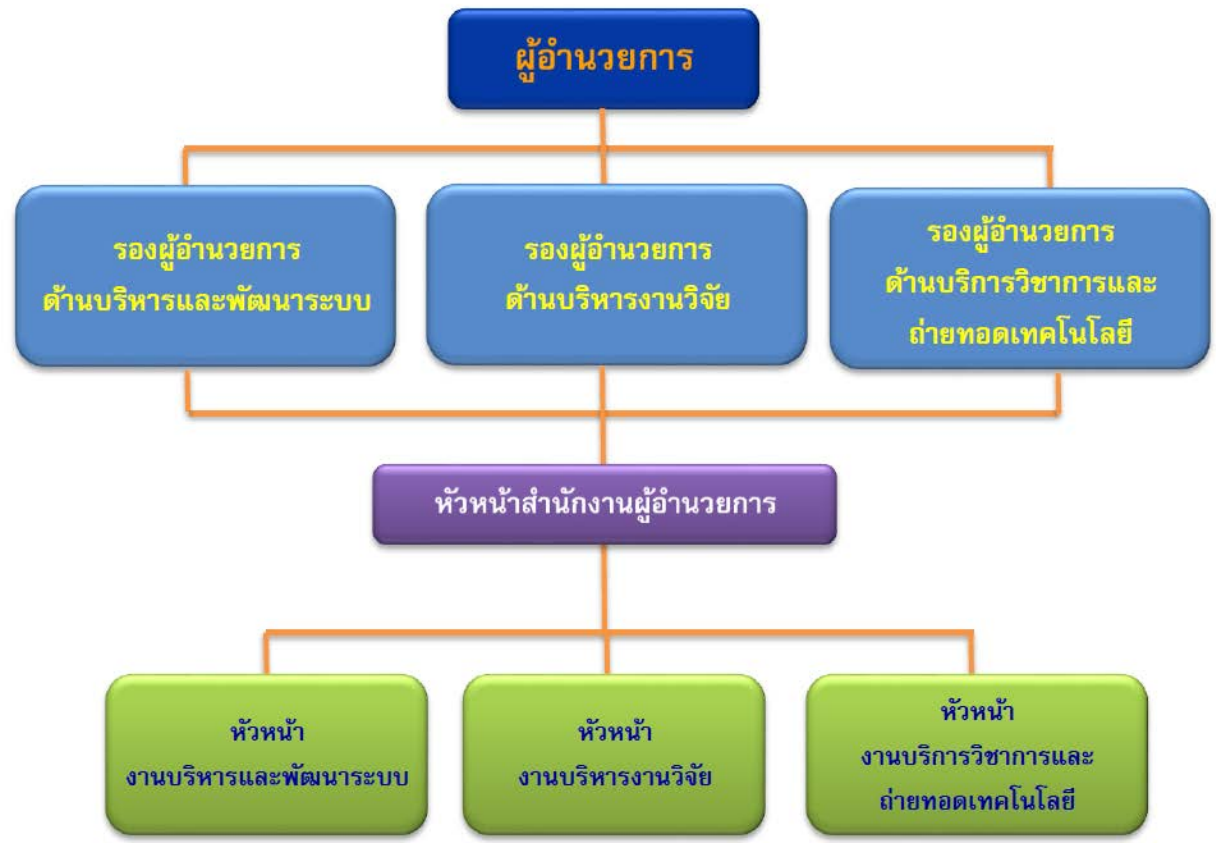 ผู้อำนวยการ
รองผู้อำนวยการ
ด้านบริหารและพัฒนาระบบ
รองผู้อำนวยการ
ด้านบริหารงานวิจัย
รองผู้อำนวยการ
ด้านบริการวิชาการและ
ถ่ายทอดเทคโนโลยี
หัวหน้าสำนักงานผู้อำนวยการ
หัวหน้า
งานบริหารและพัฒนาระบบ
หัวหน้า
งานบริหารงานวิจัย
หัวหน้า
งานบริการวิชาการและ
ถ่ายทอดเทคโนโลยี